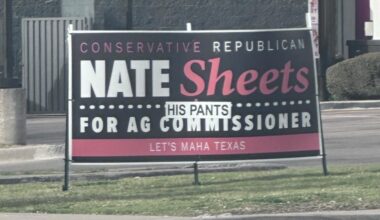 CONSERVATIVE REPUBLICAN
NATE Sheets
HIS PANTS
FOR AG COMMISSIONER
LET'S MAHA TEXAS